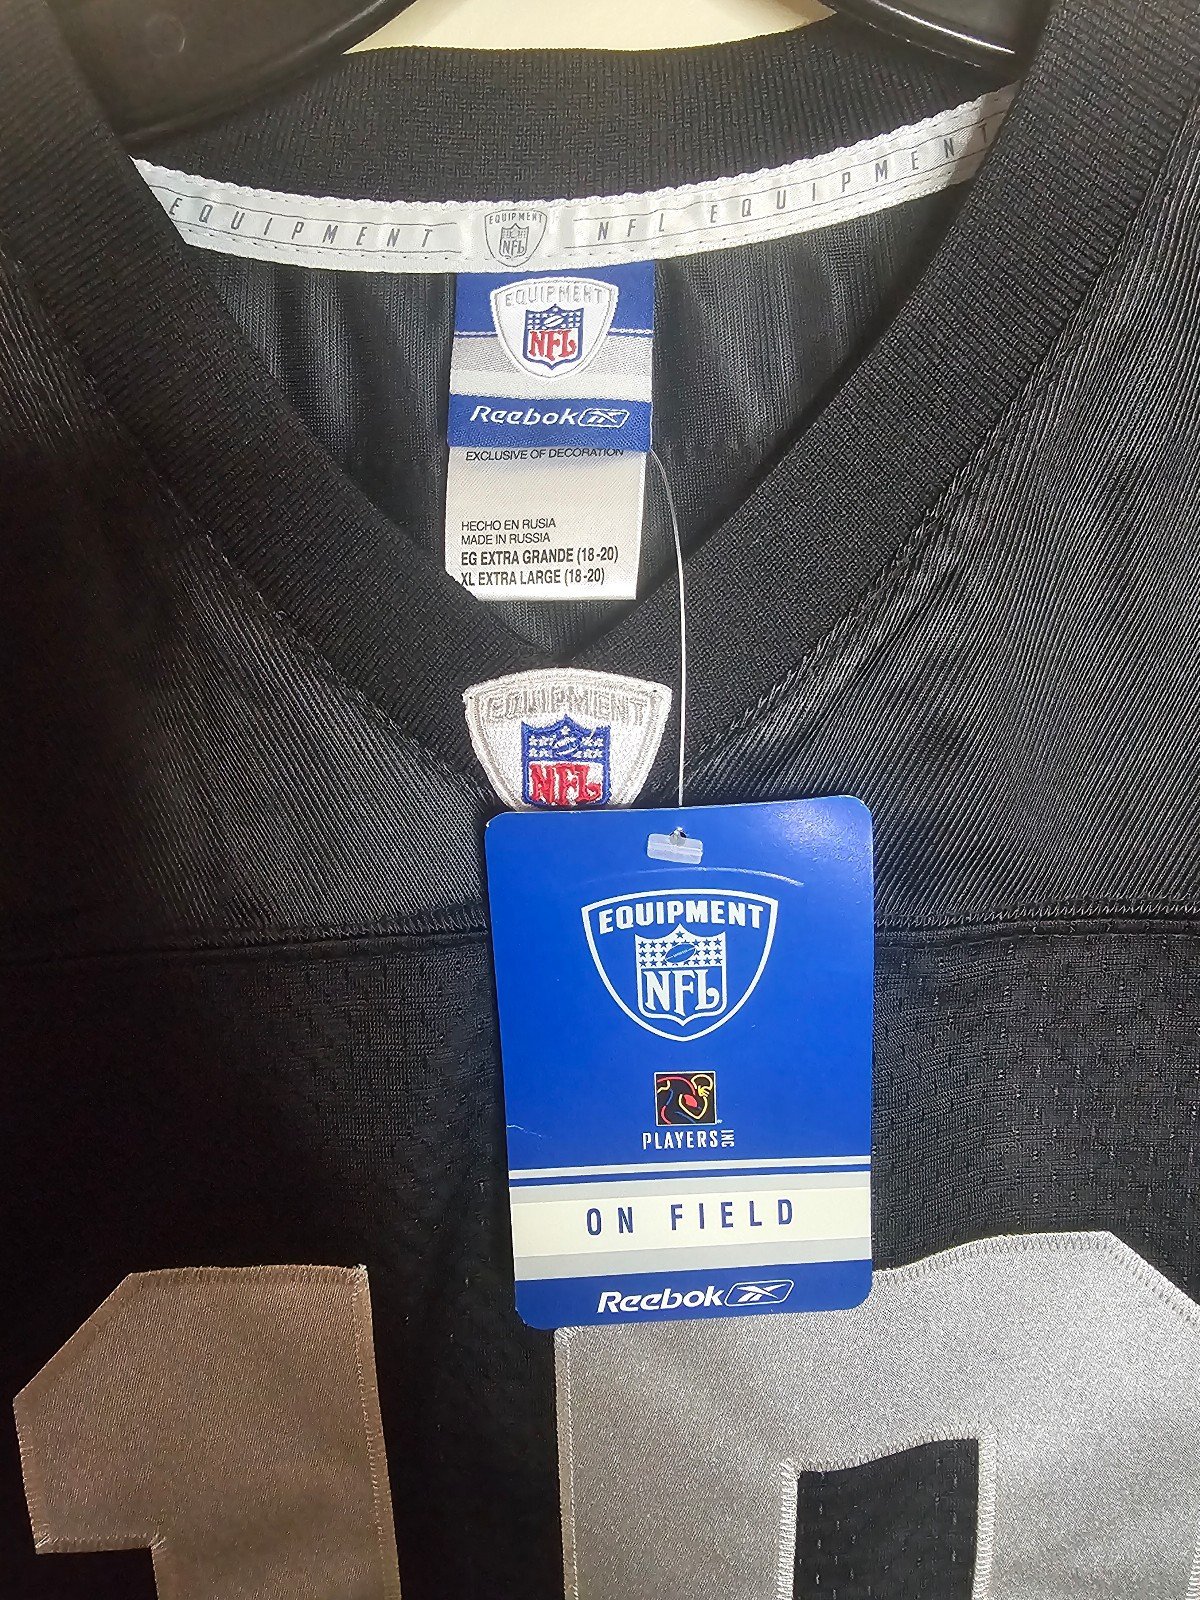 EQUIPMENT
EQUIPMENT
NFL
NFL EQUIPMENT
EQUIPMENT
NFL
Reebok
EXCLUSIVE OF DECORATION
HECHO EN RUSIA
MADE IN RUSSIA
EG EXTRA GRANDE (18-20)
XL EXTRA LARGE (18-20)
EQUIPMENT
NFL
EQUIPMENT
NFL
PLAYERS INC
ON FIELD
Reebok
1